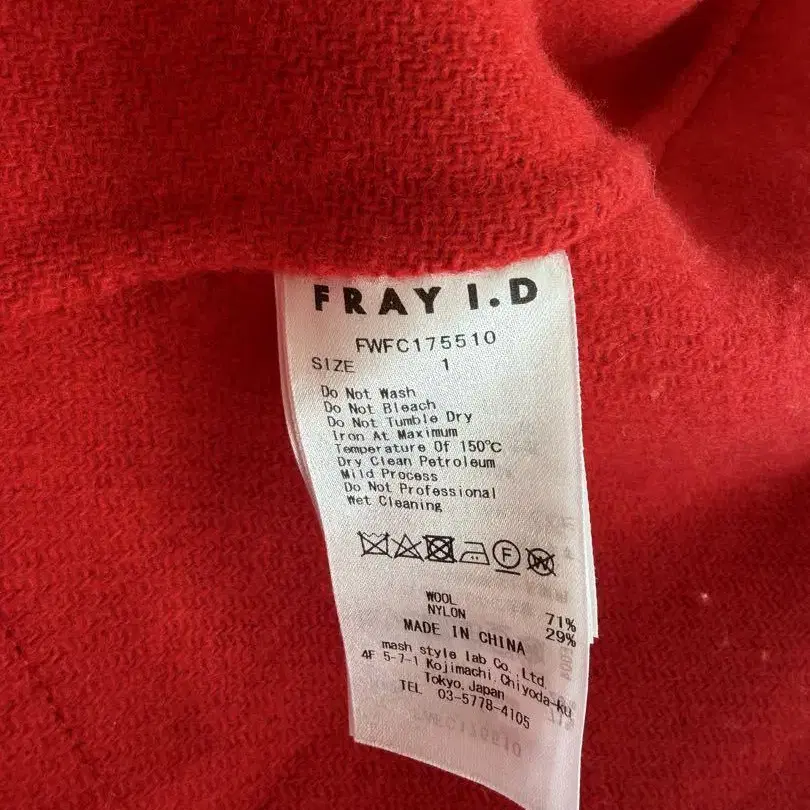 FRAY I.D
FWFC175510
SIZE 1
Do Not Wash
Do Not Bleach
Do Not Tumble Dry
Iron At Maximum
Temperature Of 150℃
Dry Clean Petroleum
Mild Process
Do Not Professional
Wet Cleaning
F W
WOOL 71%
NYLON 29%
MADE IN CHINA
mash style lab Co.,Ltd.
4F 5-7-1 Kojimachi,Chiyoda-ku
Tokyo,Japan
TEL 03-5778-4105